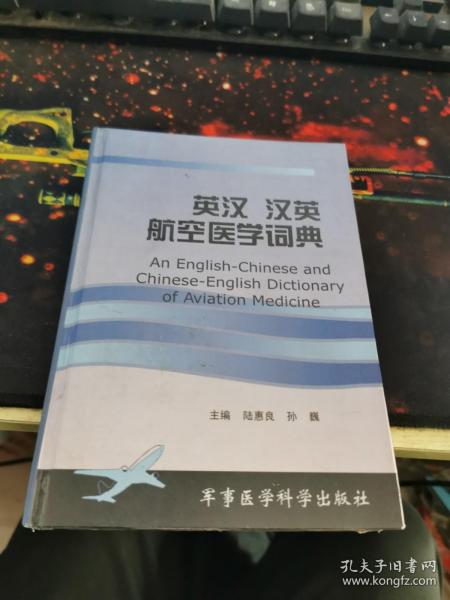 英汉 汉英
航空医学词典
An English-Chinese and
Chinese-English Dictionary
of Aviation Medicine
主编 陆惠良 孙巍
军事医学科学出版社
孔夫子旧书网
www.kongfz.com